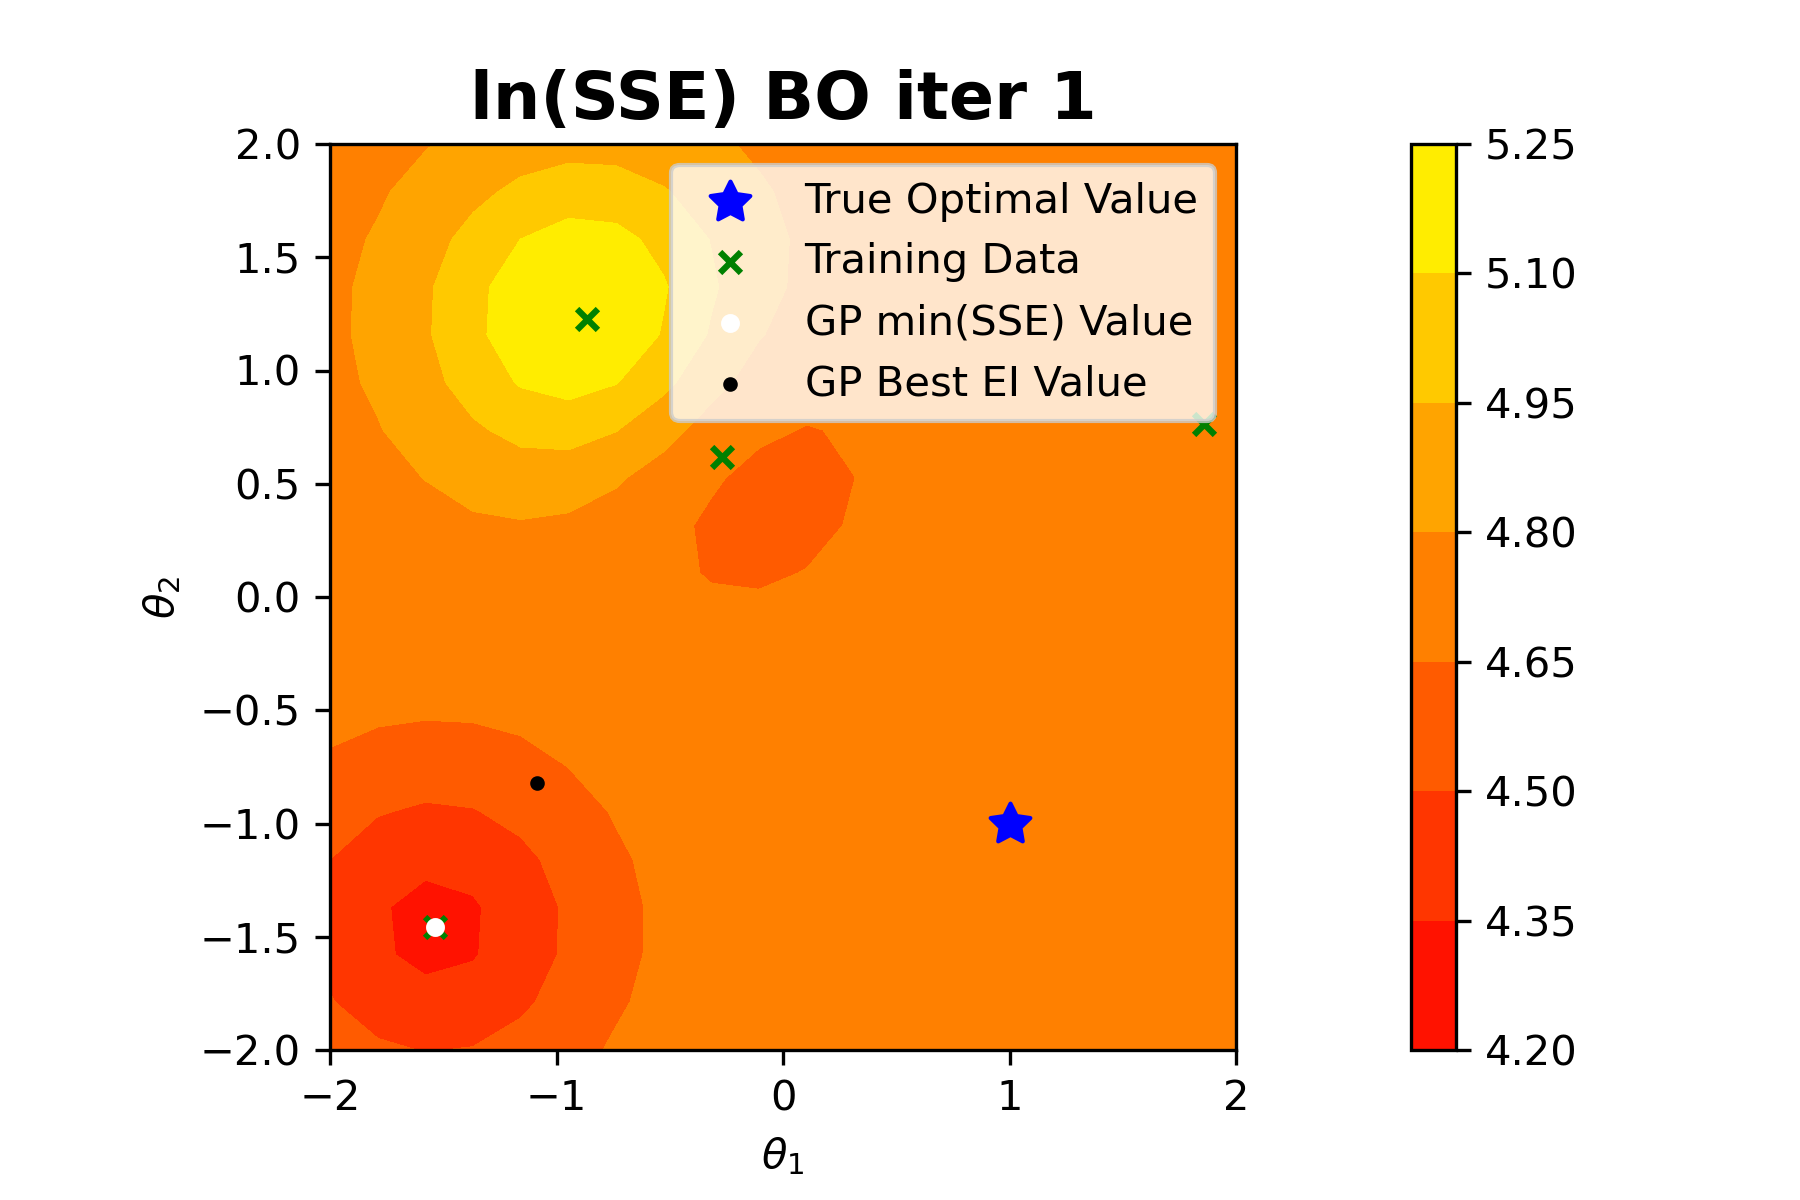 ln(SSE) BO iter 1
True Optimal Value
Training Data
GP min(SSE) Value
GP Best EI Value
2.0
1.5
1.0
0.5
0.0
−0.5
−1.0
−1.5
−2.0
θ₂
−2 −1 0 1 2
θ₁
5.25
5.10
4.95
4.80
4.65
4.50
4.35
4.20